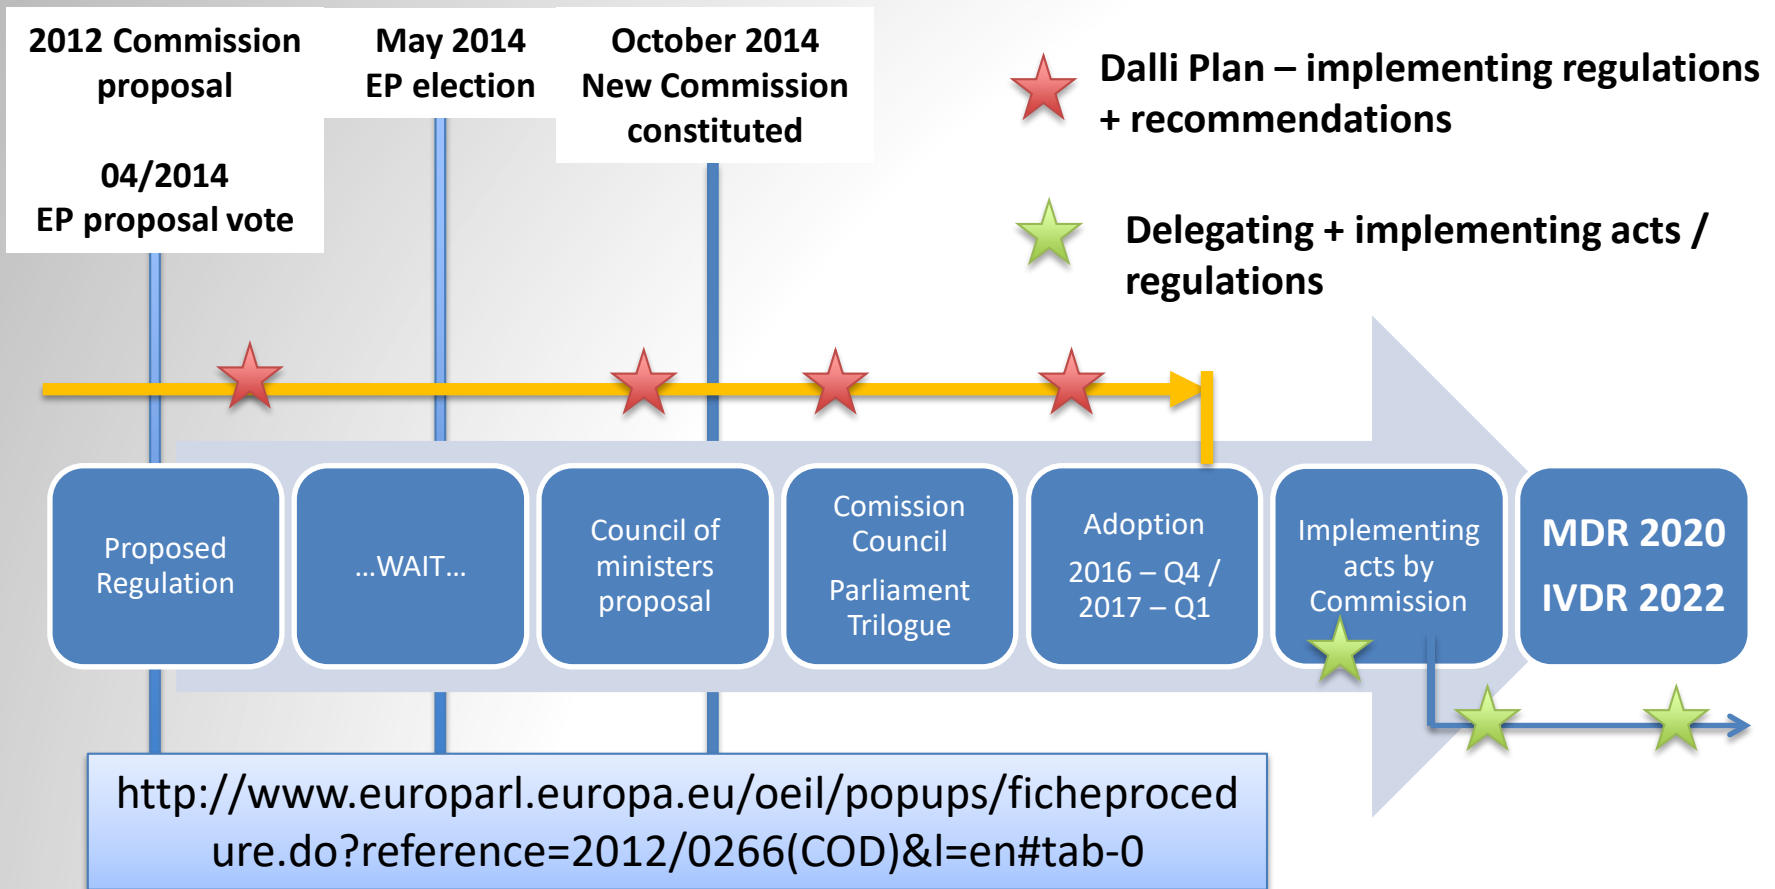 2012 Commission
proposal
04/2014
EP proposal vote
May 2014
EP election
October 2014
New Commission
constituted
Dalli Plan – implementing regulations
+ recommendations
Delegating + implementing acts /
regulations
Proposed
Regulation
...WAIT...
Council of
ministers
proposal
Comission
Council
Parliament
Trilogue
Adoption
2016 – Q4 /
2017 – Q1
Implementing
acts by
Commission
MDR 2020
IVDR 2022
http://www.europarl.europa.eu/oeil/popups/ficheproced
ure.do?reference=2012/0266(COD)&l=en#tab-0